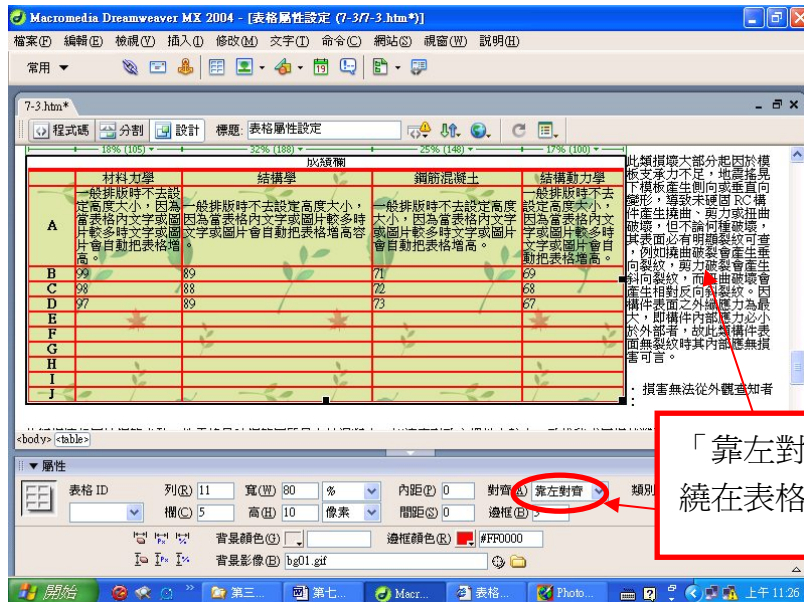 Macromedia Dreamweaver MX 2004 - [表格屬性設定 (7-3/7-3.htm*)]
檔案(F) 編輯(E) 檢視(V) 插入(I) 修改(M) 文字(T) 命令(C) 網站(S) 視窗(W) 說明(H)
常用
7-3.htm*
程式碼 分割 設計 標題: 表格屬性設定
18% (105) 32% (188) 25% (148) 17% (100)
成績欄
材料力學 結構學 鋼筋混凝土 結構動力學
A
一般排版時不去設
定高度大小，因為
當表格內文字或圖
片較多時文字或圖
片會自動把表格增
高。
一般排版時不去設定高度大小，
因為當表格內文字或圖片較多時
文字或圖片會自動把表格增高容
一般排版時不去設定高度
大小，因為當表格內文字
或圖片較多時文字或圖片
會自動把表格增高。
一般排版時不去
設定高度大小，
因為當表格內文
字或圖片較多時
文字或圖片會自
動把表格增高。
B 99 89 71 69
C 98 88 72 68
D 97 89 73 67
E
F
G
H
I
J
此類損壞大部分起因於模
板支承力不足，地震搖晃
下模板產生側向或垂直向
變形，導致未硬固 RC構
件產生撓曲、剪力或扭曲
破壞，但不論何種破壞，
其表面必有明顯裂紋可查
，例如撓曲破裂會產生垂
向裂紋，剪力破裂會產生
斜向裂紋，而扭曲破壞會
產生相對反向斜裂紋。因
構件表面之外纖應力為最
大，即構件內部應力必小
於外部者，故此類構件表
面無裂紋時其內部應無損
害可言。
． 損害無法從外觀查知者
：
「靠左對
繞在表格
<body> <table>
屬性
表格 ID 列(R) 11 寬(W) 80 % 內距(P) 0 對齊(A) 靠左對齊 類別
欄(C) 5 高(H) 10 像素 間距(S) 0 邊框(B) 3
背景顏色(G) 邊框顏色(R) #FF0000
背景影像(B) bg01.gif
開始 第三... 第七... Macr... 表格... Photo... 上午 11:26